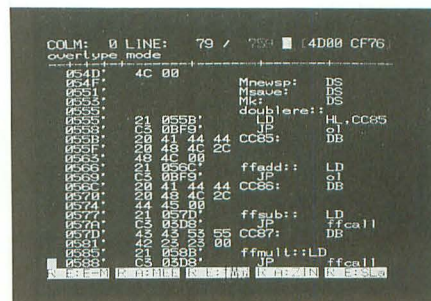 COLM: 0 LINE: 79 / 759 [4D00 CF76]
overtype mode
054D' 4C 00
054F' Mnewsp: DS
0551' Msave: DS
0553' Mk: DS
0555' doublere::
0555' 21 055B' LD HL,CC85
0558' C3 0BF9' JP ol
055B' 20 41 44 44 CC85: DB
055F' 20 48 4C 2C
0563' 48 4C 00
0566' 21 056C' ffadd:: LD
0569' C3 0BF9' JP ol
056C' 20 41 44 44 CC86: DB
0570' 20 48 4C 2C
0574' 44 45 00
0577' 21 057D' ffsub:: LD
057A' C3 03D8' JP ffcall
057D' 43 43 53 55 CC87: DB
0581' 42 23 23 00
0585' 21 058B' ffmult::LD
0588' C3 03D8' JP ffcall
R E:E-M R A:MEE R E: R A:ZIN R E:SLa